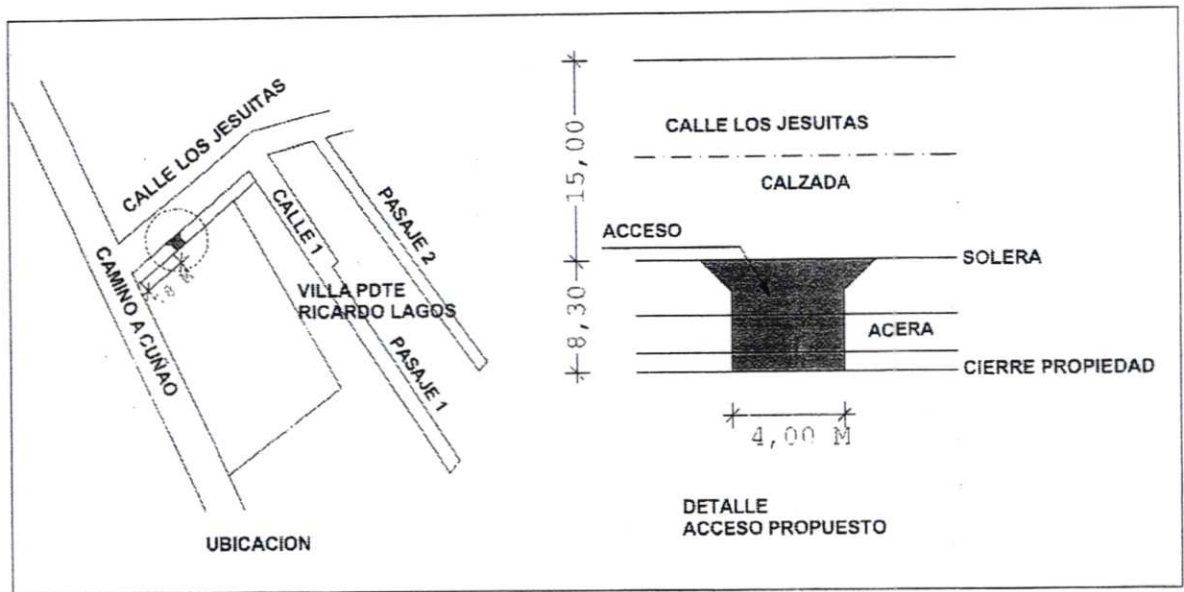 CALLE LOS JESUITAS
CAMINO A CUÑAO
CALLE 1
PASAJE 2
VILLA PDTE
RICARDO LAGOS
PASAJE 1
UBICACION
15,00
8,30
CALLE LOS JESUITAS
CALZADA
ACCESO
SOLERA
ACERA
CIERRE PROPIEDAD
4,00 M
DETALLE
ACCESO PROPUESTO